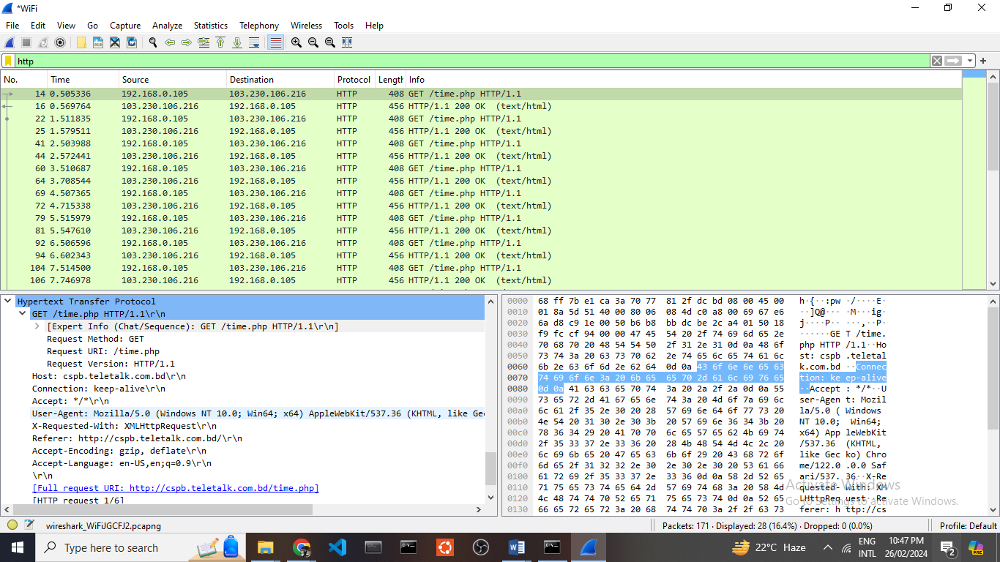 *WiFi
File Edit View Go Capture Analyze Statistics Telephony Wireless Tools Help
http
No. Time Source Destination Protocol Length Info
14 0.505336 192.168.0.105 103.230.106.216 HTTP 408 GET /time.php HTTP/1.1
16 0.569764 103.230.106.216 192.168.0.105 HTTP 456 HTTP/1.1 200 OK (text/html)
22 1.511835 192.168.0.105 103.230.106.216 HTTP 408 GET /time.php HTTP/1.1
25 1.579511 103.230.106.216 192.168.0.105 HTTP 456 HTTP/1.1 200 OK (text/html)
41 2.503988 192.168.0.105 103.230.106.216 HTTP 408 GET /time.php HTTP/1.1
44 2.572441 103.230.106.216 192.168.0.105 HTTP 456 HTTP/1.1 200 OK (text/html)
60 3.510687 192.168.0.105 103.230.106.216 HTTP 408 GET /time.php HTTP/1.1
64 3.708544 103.230.106.216 192.168.0.105 HTTP 456 HTTP/1.1 200 OK (text/html)
69 4.507365 192.168.0.105 103.230.106.216 HTTP 408 GET /time.php HTTP/1.1
72 4.715338 103.230.106.216 192.168.0.105 HTTP 456 HTTP/1.1 200 OK (text/html)
79 5.515979 192.168.0.105 103.230.106.216 HTTP 408 GET /time.php HTTP/1.1
81 5.547610 103.230.106.216 192.168.0.105 HTTP 456 HTTP/1.1 200 OK (text/html)
92 6.506596 192.168.0.105 103.230.106.216 HTTP 408 GET /time.php HTTP/1.1
94 6.602343 103.230.106.216 192.168.0.105 HTTP 456 HTTP/1.1 200 OK (text/html)
104 7.514500 192.168.0.105 103.230.106.216 HTTP 408 GET /time.php HTTP/1.1
106 7.746978 103.230.106.216 192.168.0.105 HTTP 456 HTTP/1.1 200 OK (text/html)
Hypertext Transfer Protocol
GET /time.php HTTP/1.1\r\n
[Expert Info (Chat/Sequence): GET /time.php HTTP/1.1\r\n]
Request Method: GET
Request URI: /time.php
Request Version: HTTP/1.1
Host: cspb.teletalk.com.bd\r\n
Connection: keep-alive\r\n
Accept: */*\r\n
User-Agent: Mozilla/5.0 (Windows NT 10.0; Win64; x64) AppleWebKit/537.36 (KHTML, like Ge
X-Requested-With: XMLHttpRequest\r\n
Referer: http://cspb.teletalk.com.bd/\r\n
Accept-Encoding: gzip, deflate\r\n
Accept-Language: en-US,en;q=0.9\r\n
\r\n
[Full request URI: http://cspb.teletalk.com.bd/time.php]
[HTTP request 1/6]
0000 68 ff 7b e1 ca 3a 70 77 81 2f dc bd 08 00 45 00 h·{··:pw ·/····E·
0010 01 8a 5d 51 40 00 80 06 08 4d c0 a8 00 69 67 e6 ··]Q@··· ·M···ig·
0020 6a d8 c9 1e 00 50 b6 b8 bb dc be 2c a4 01 50 18 j····P·· ···,··P·
0030 f9 fc cf 94 00 00 47 45 54 20 2f 74 69 6d 65 2e ······GE T /time.
0040 70 68 70 20 48 54 54 50 2f 31 2e 31 0d 0a 48 6f php HTTP /1.1··Ho
0050 73 74 3a 20 63 73 70 62 2e 74 65 6c 65 74 61 6c st: cspb .teletal
0060 6b 2e 63 6f 6d 2e 62 64 0d 0a 43 6f 6e 6e 65 63 k.com.bd ··Connec
0070 74 69 6f 6e 3a 20 6b 65 65 70 2d 61 6c 69 76 65 tion: ke ep-alive
0080 0d 0a 41 63 63 65 70 74 3a 20 2a 2f 2a 0d 0a 55 ··Accept : */*··U
0090 73 65 72 2d 41 67 65 6e 74 3a 20 4d 6f 7a 69 6c ser-Agen t: Mozil
00a0 6c 61 2f 35 2e 30 20 28 57 69 6e 64 6f 77 73 20 la/5.0 ( Windows
00b0 4e 54 20 31 30 2e 30 3b 20 57 69 6e 36 34 3b 20 NT 10.0; Win64;
00c0 78 36 34 29 20 41 70 70 6c 65 57 65 62 4b 69 74 x64) App leWebKit
00d0 2f 35 33 37 2e 33 36 20 28 4b 48 54 4d 4c 2c 20 /537.36 (KHTML,
00e0 6c 69 6b 65 20 47 65 63 6b 6f 29 20 43 68 72 6f like Gec ko) Chro
00f0 6d 65 2f 31 32 32 2e 30 2e 30 2e 30 20 53 61 66 me/122.0 .0.0 Saf
0100 61 72 69 2f 35 33 37 2e 33 36 0d 0a 58 2d 52 65 ari/537. 36··X-Re
0110 71 75 65 73 74 65 64 2d 57 69 74 68 3a 20 58 4d quested- With: XM
0120 4c 48 74 74 70 52 65 71 75 65 73 74 0d 0a 52 65 LHttpReq uest··Re
0130 66 65 72 65 72 3a 20 68 74 74 70 3a 2f 2f 63 73 ferer: h ttp://cs
Activate Windows
Go to Settings to activate Windows.
wireshark_WiFiJGCFJ2.pcapng
Packets: 171 · Displayed: 28 (16.4%) · Dropped: 0 (0.0%)
Profile: Default
Type here to search
22°C Haze
ENG
INTL
10:47 PM
26/02/2024
2
PRE